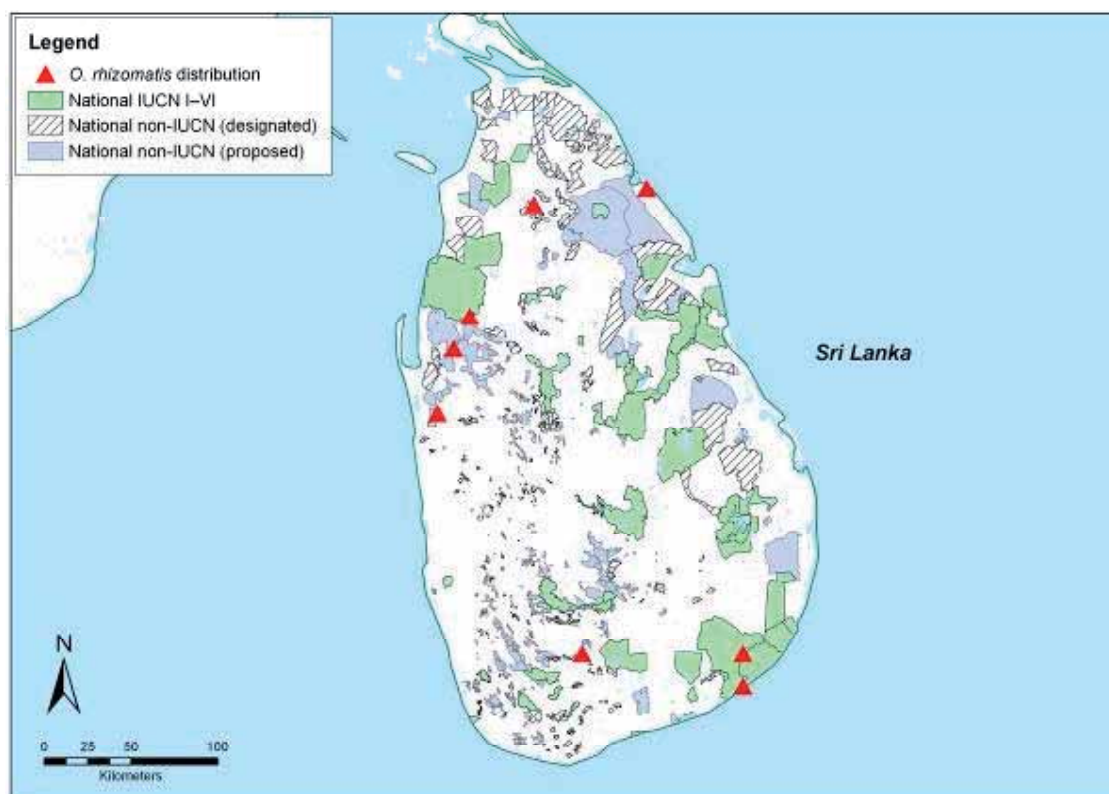 Legend
O. rhizomatis distribution
National IUCN I–VI
National non-IUCN (designated)
National non-IUCN (proposed)
Sri Lanka
N
0 25 50 100
Kilometers